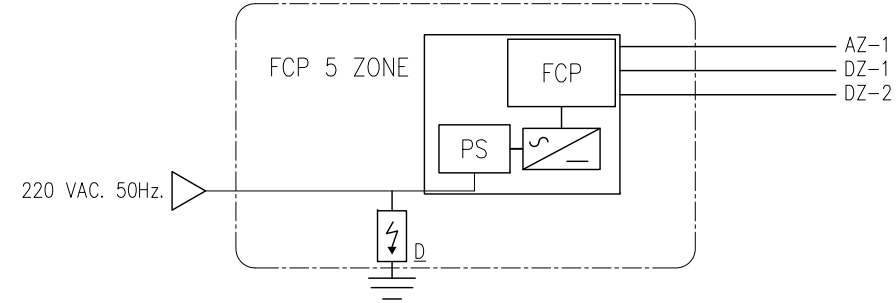 AZ-1
FCP 5 ZONE
FCP
DZ-1
DZ-2
PS
220 VAC. 50Hz.
D